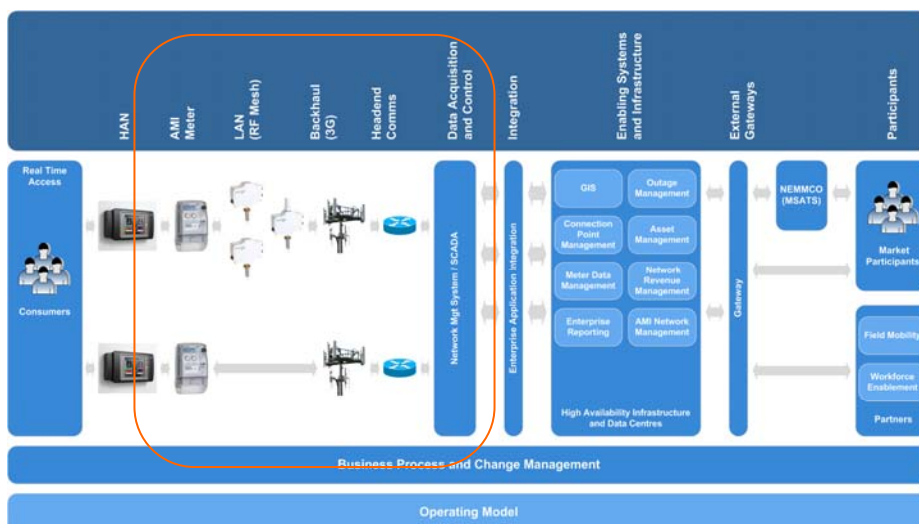 HAN
AMI
Meter
LAN
(RF Mesh)
Backhaul
(3G)
Headend
Comms
Data Acquisition
and Control
Integration
Enabling Systems
and Infrastructure
External
Gateways
Participants
Real Time
Access
Consumers
Network Mgt System / SCADA
Enterprise Application Integration
GIS
Outage
Management
Connection
Point
Management
Asset
Management
Meter Data
Management
Network
Revenue
Management
Enterprise
Reporting
AMI Network
Management
High Availability Infrastructure
and Data Centres
Gateway
NEMMCO
(MSATS)
Market
Participants
Field Mobility
Workforce
Enablement
Partners
Business Process and Change Management
Operating Model